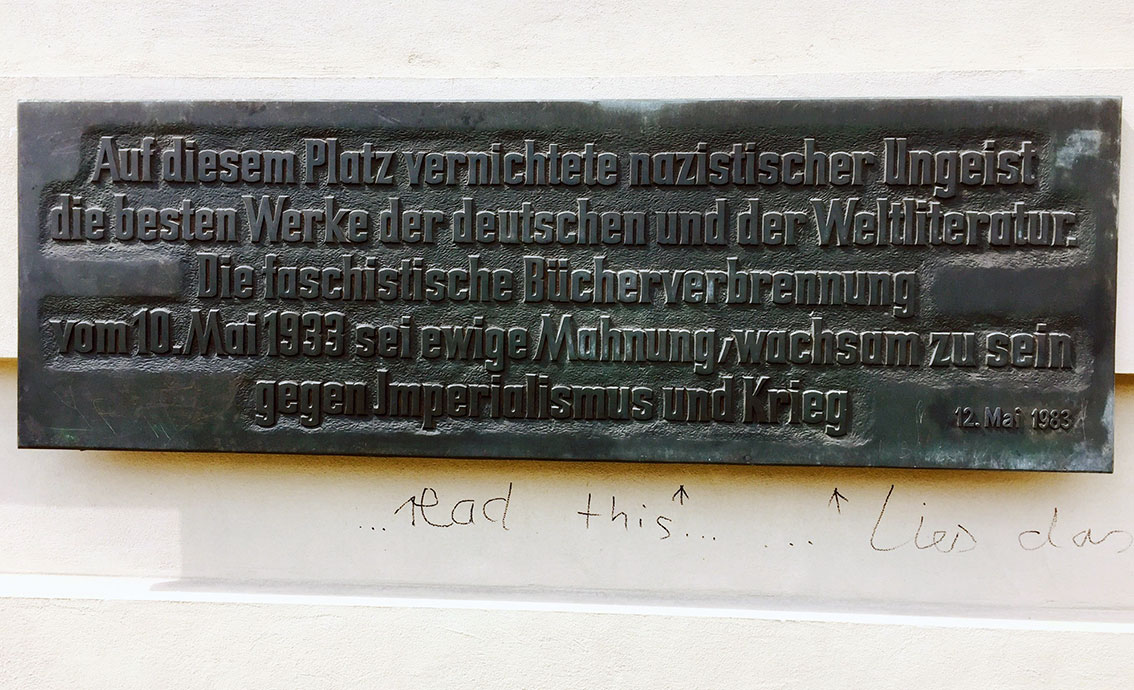 Auf diesem Platz vernichtete nazistischer Ungeist
die besten Werke der deutschen und der Weltliteratur.
Die faschistische Bücherverbrennung
vom 10. Mai 1933 sei ewige Mahnung, wachsam zu sein
gegen Imperialismus und Krieg
12. Mai 1983
...read this↑... ...↑ Lies das